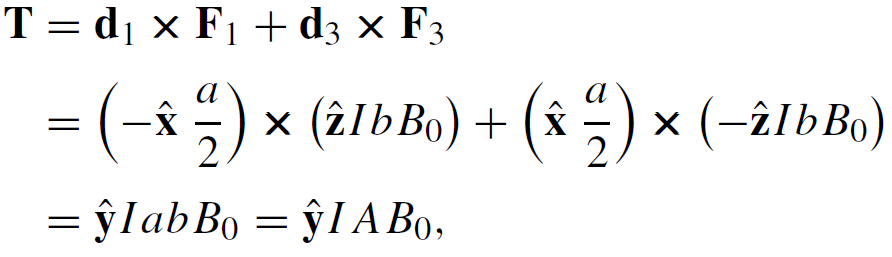 T = d₁ × F₁ + d₃ × F₃
= (−x̂ a/2) × (ẑIbB₀) + (x̂ a/2) × (−ẑIbB₀)
= ŷIabB₀ = ŷIAB₀,